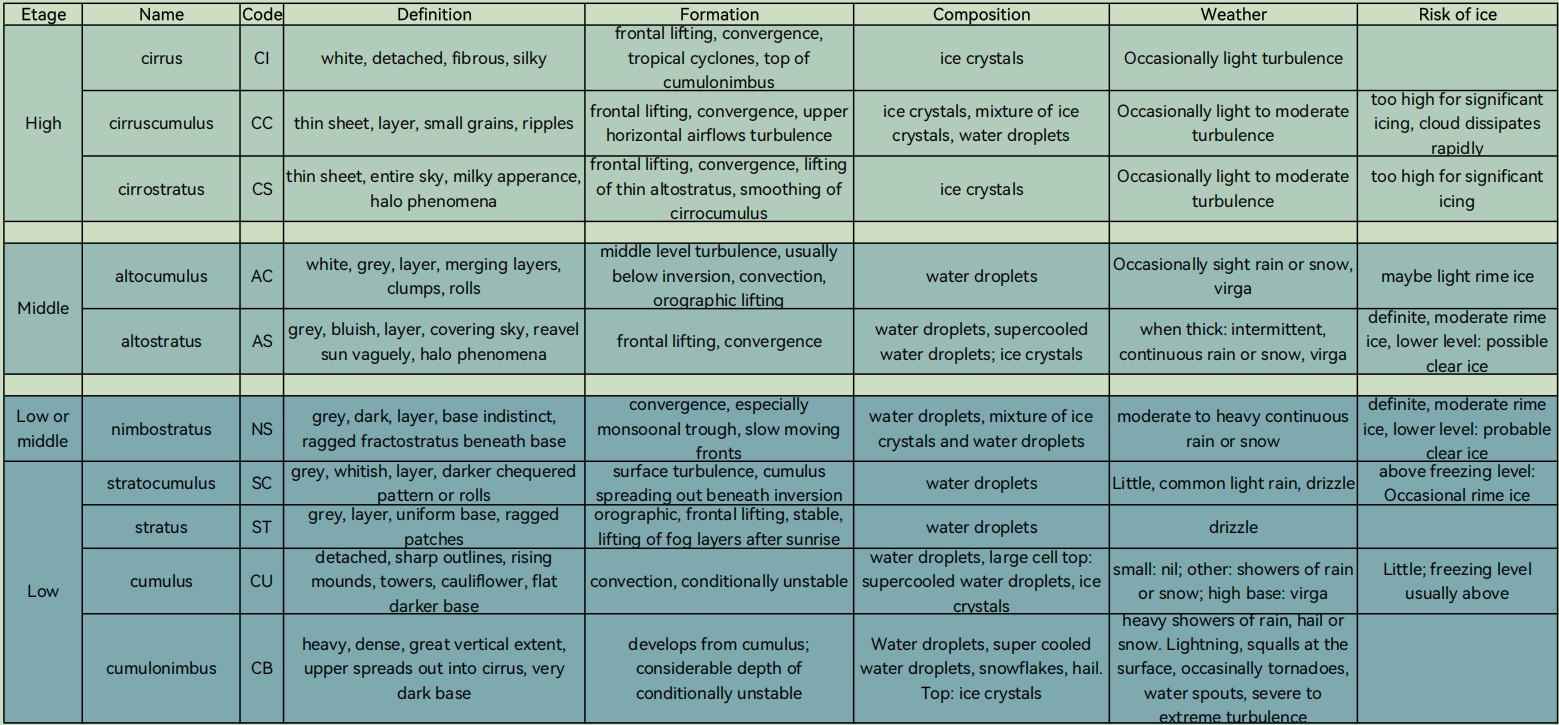 Etage Name Code Definition Formation Composition Weather Risk of ice
High
cirrus
CI
white, detached, fibrous, silky
frontal lifting, convergence,
tropical cyclones, top of
cumulonimbus
ice crystals
Occasionally light turbulence
cirruscumulus
CC
thin sheet, layer, small grains, ripples
frontal lifting, convergence, upper
horizontal airflows turbulence
ice crystals, mixture of ice
crystals, water droplets
Occasionally light to moderate
turbulence
too high for significant
icing, cloud dissipates
rapidly
cirrostratus
CS
thin sheet, entire sky, milky apperance,
halo phenomena
frontal lifting, convergence, lifting
of thin altostratus, smoothing of
cirrocumulus
ice crystals
Occasionally light to moderate
turbulence
too high for significant
icing
Middle
altocumulus
AC
white, grey, layer, merging layers,
clumps, rolls
middle level turbulence, usually
below inversion, convection,
orographic lifting
water droplets
Occasionally sight rain or snow,
virga
maybe light rime ice
altostratus
AS
grey, bluish, layer, covering sky, reavel
sun vaguely, halo phenomena
frontal lifting, convergence
water droplets, supercooled
water droplets; ice crystals
when thick: intermittent,
continuous rain or snow, virga
definite, moderate rime
ice, lower level: possible
clear ice
Low or
middle
nimbostratus
NS
grey, dark, layer, base indistinct,
ragged fractostratus beneath base
convergence, especially
monsoonal trough, slow moving
fronts
water droplets, mixture of ice
crystals and water droplets
moderate to heavy continuous
rain or snow
definite, moderate rime
ice, lower level: probable
clear ice
Low
stratocumulus
SC
grey, whitish, layer, darker chequered
pattern or rolls
surface turbulence, cumulus
spreading out beneath inversion
water droplets
Little, common light rain, drizzle
above freezing level:
Occasional rime ice
stratus
ST
grey, layer, uniform base, ragged
patches
orographic, frontal lifting, stable,
lifting of fog layers after sunrise
water droplets
drizzle
cumulus
CU
detached, sharp outlines, rising
mounds, towers, cauliflower, flat
darker base
convection, conditionally unstable
water droplets, large cell top:
supercooled water droplets, ice
crystals
small: nil; other: showers of rain
or snow; high base: virga
Little; freezing level
usually above
cumulonimbus
CB
heavy, dense, great vertical extent,
upper spreads out into cirrus, very
dark base
develops from cumulus;
considerable depth of
conditionally unstable
Water droplets, super cooled
water droplets, snowflakes, hail.
Top: ice crystals
heavy showers of rain, hail or
snow. Lightning, squalls at the
surface, occasinally tornadoes,
water spouts, severe to
extreme turbulence